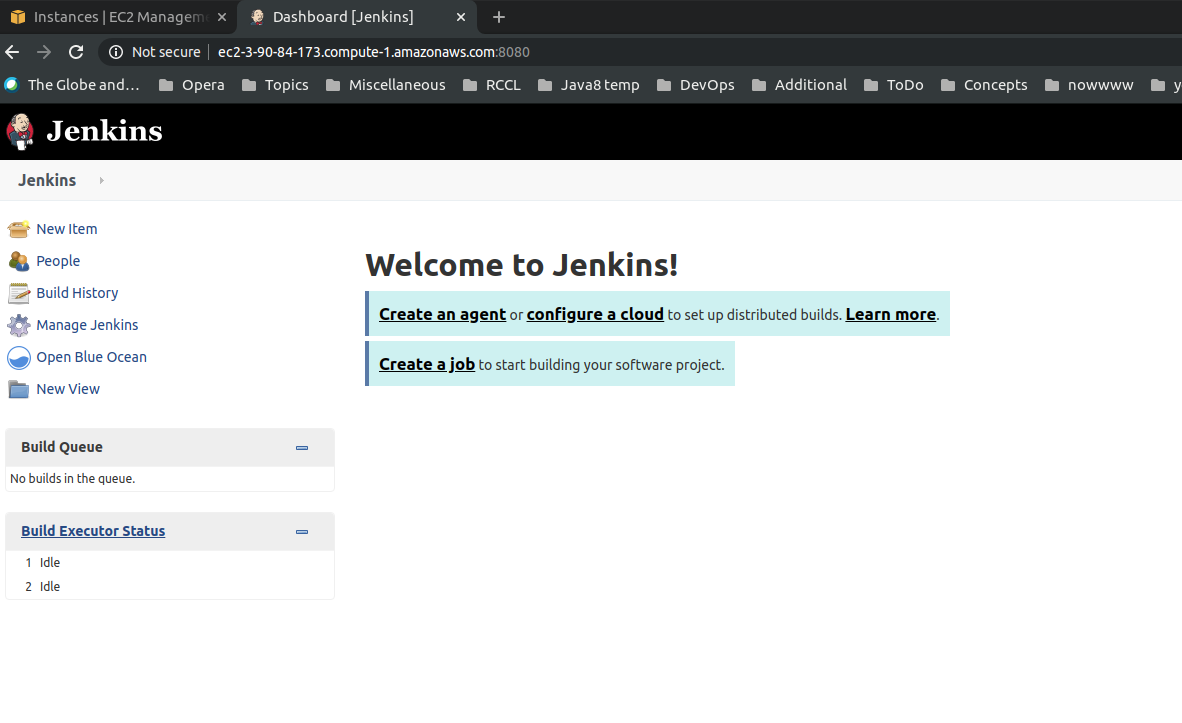 Instances | EC2 Managem
Dashboard [Jenkins]
Not secure | ec2-3-90-84-173.compute-1.amazonaws.com:8080
The Globe and… Opera Topics Miscellaneous RCCL Java8 temp DevOps Additional ToDo Concepts nowwww y
Jenkins
Jenkins
New Item
People
Build History
Manage Jenkins
Open Blue Ocean
New View
Build Queue
No builds in the queue.
Build Executor Status
1 Idle
2 Idle
Welcome to Jenkins!
Create an agent or configure a cloud to set up distributed builds. Learn more.
Create a job to start building your software project.